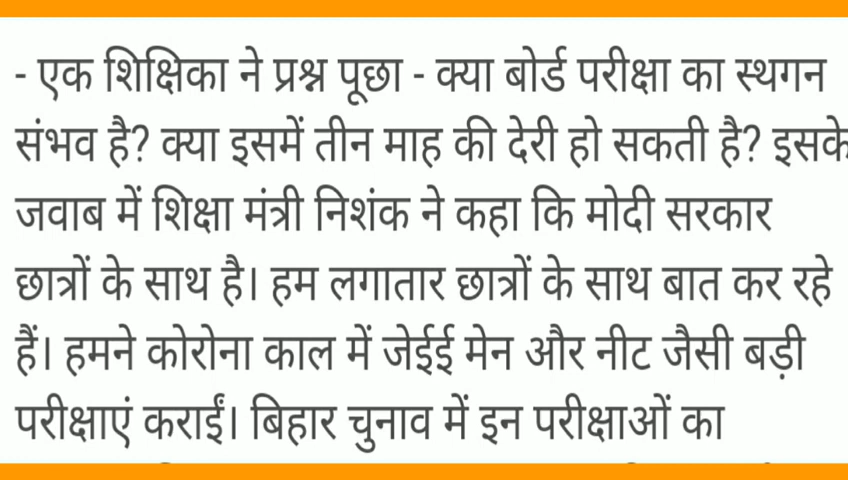 - एक शिक्षिका ने प्रश्न पूछा - क्या बोर्ड परीक्षा का स्थगन
संभव है? क्या इसमें तीन माह की देरी हो सकती है? इसके
जवाब में शिक्षा मंत्री निशंक ने कहा कि मोदी सरकार
छात्रों के साथ है। हम लगातार छात्रों के साथ बात कर रहे
हैं। हमने कोरोना काल में जेईई मेन और नीट जैसी बड़ी
परीक्षाएं कराईं। बिहार चुनाव में इन परीक्षाओं का